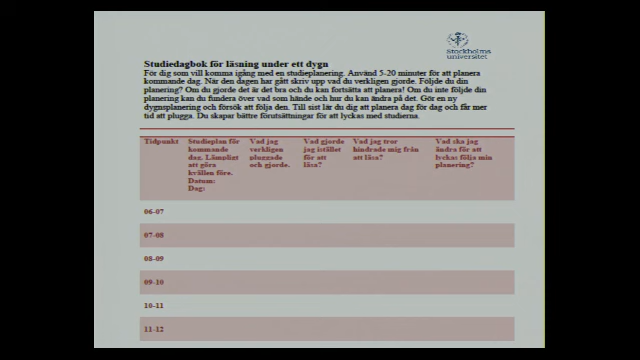 Stockholms
universitet
Studiedagbok för läsning under ett dygn
För dig som vill komma igång med en studieplanering. Använd 5-20 minuter för att planera
kommande dag. När dagen har gått skriv upp vad du verkligen gjorde. Följde du din
planering? Om du gjorde det är det bra och du kan fortsätta att planera! Om du inte följde din
planering kan du fundera över vad som hände och hur du kan ändra på det. Gör en ny
dygnsplanering och försök att följa den. Till sist lär du dig att planera dag för dag och får mer
tid att plugga. Du skapar bättre förutsättningar för att lyckas med studierna.
Tidpunkt
Studieplan för
kommande
dag. Lämpligt
att göra
kvällen före.
Datum:
Dag:
Vad jag
verkligen
pluggade
och gjorde.
Vad gjorde
jag istället
för att
läsa?
Vad jag tror
hindrade mig från
att läsa?
Vad ska jag
ändra för att
lyckas följa min
planering?
06-07
07-08
08-09
09-10
10-11
11-12